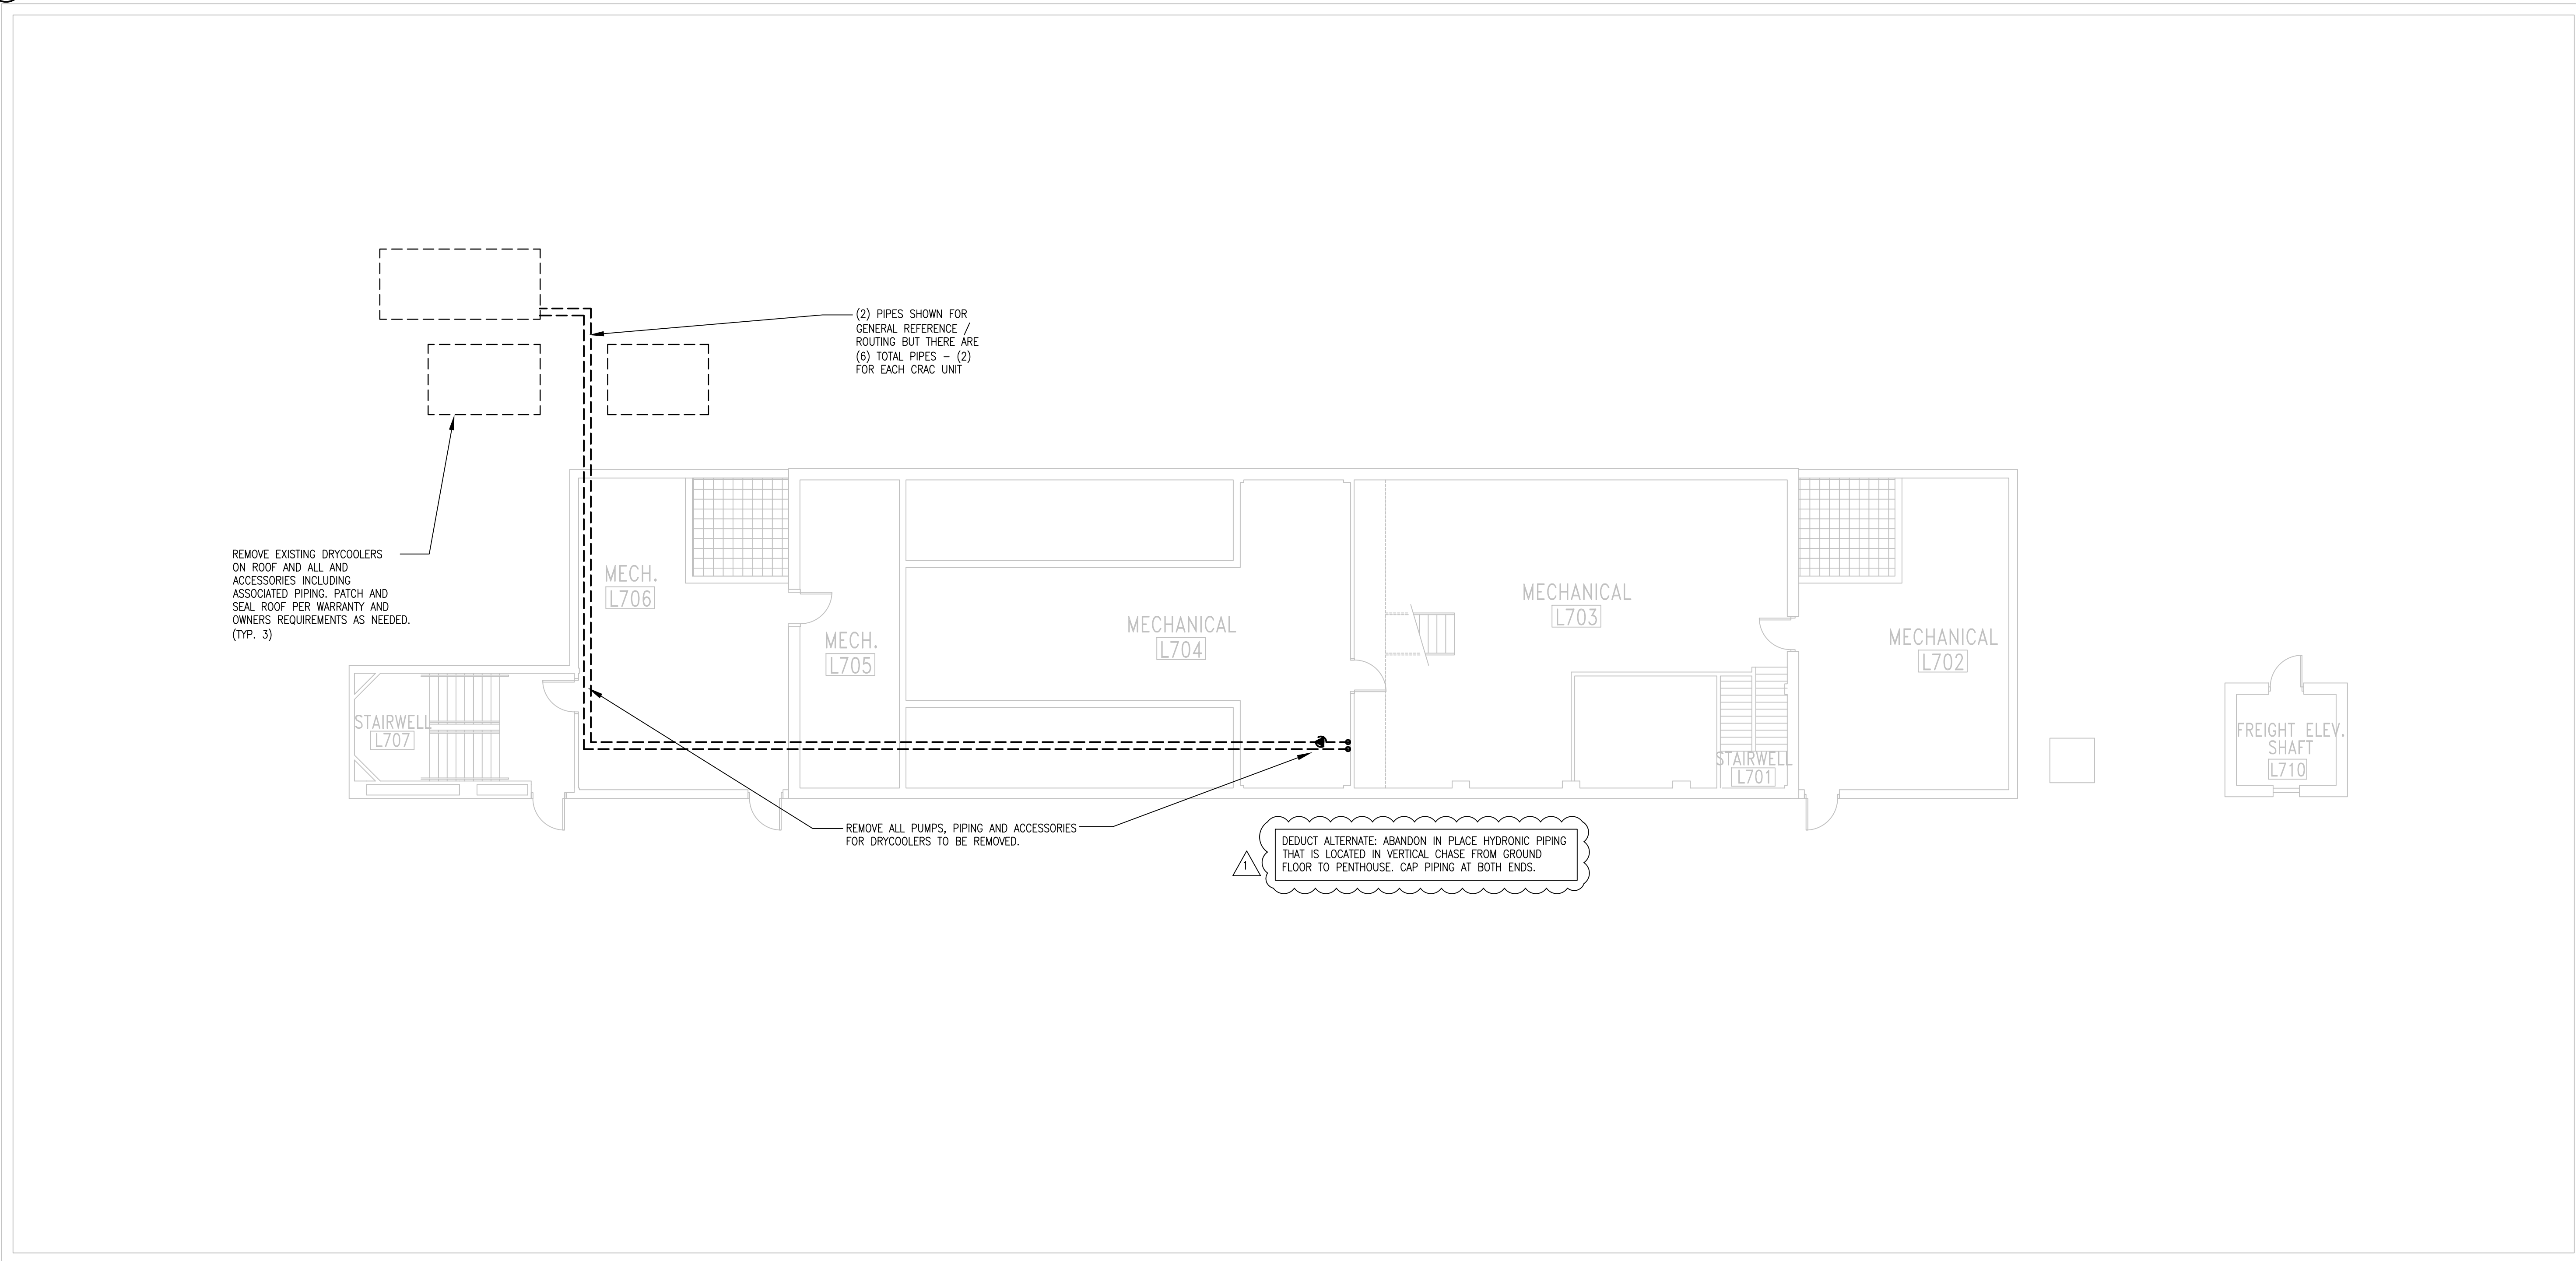 (2) PIPES SHOWN FOR
GENERAL REFERENCE /
ROUTING BUT THERE ARE
(6) TOTAL PIPES – (2)
FOR EACH CRAC UNIT
REMOVE EXISTING DRYCOOLERS
ON ROOF AND ALL AND
ACCESSORIES INCLUDING
ASSOCIATED PIPING. PATCH AND
SEAL ROOF PER WARRANTY AND
OWNERS REQUIREMENTS AS NEEDED.
(TYP. 3)
MECH.
L706
MECH.
L705
MECHANICAL
L704
MECHANICAL
L703
MECHANICAL
L702
STAIRWELL
L707
STAIRWELL
L701
FREIGHT ELEV.
SHAFT
L710
REMOVE ALL PUMPS, PIPING AND ACCESSORIES
FOR DRYCOOLERS TO BE REMOVED.
1
DEDUCT ALTERNATE: ABANDON IN PLACE HYDRONIC PIPING
THAT IS LOCATED IN VERTICAL CHASE FROM GROUND
FLOOR TO PENTHOUSE. CAP PIPING AT BOTH ENDS.